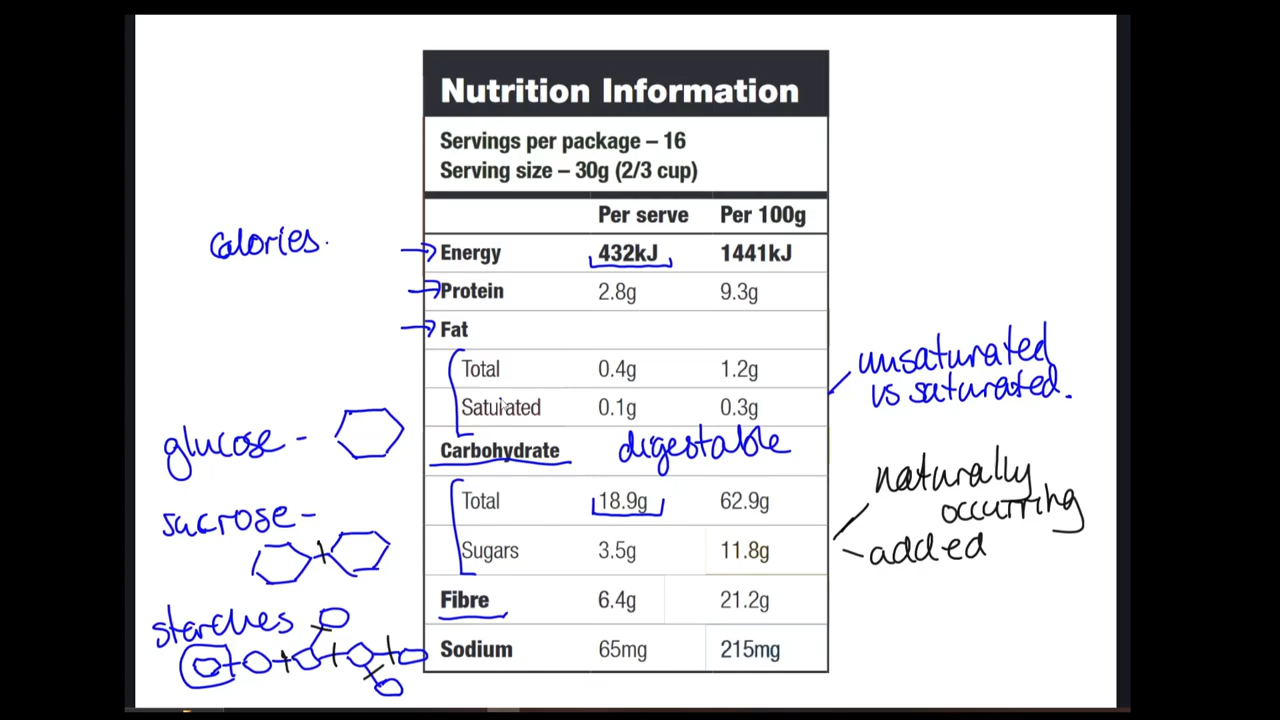 Nutrition Information
Servings per package – 16
Serving size – 30g (2/3 cup)
Per serve Per 100g
calories.
Energy 432kJ 1441kJ
Protein 2.8g 9.3g
Fat
Total 0.4g 1.2g
Saturated 0.1g 0.3g
unsaturated
vs saturated.
glucose -
Carbohydrate digestable
Total 18.9g 62.9g
naturally
occurring
sucrose -
Sugars 3.5g 11.8g
added
Fibre 6.4g 21.2g
starches
Sodium 65mg 215mg